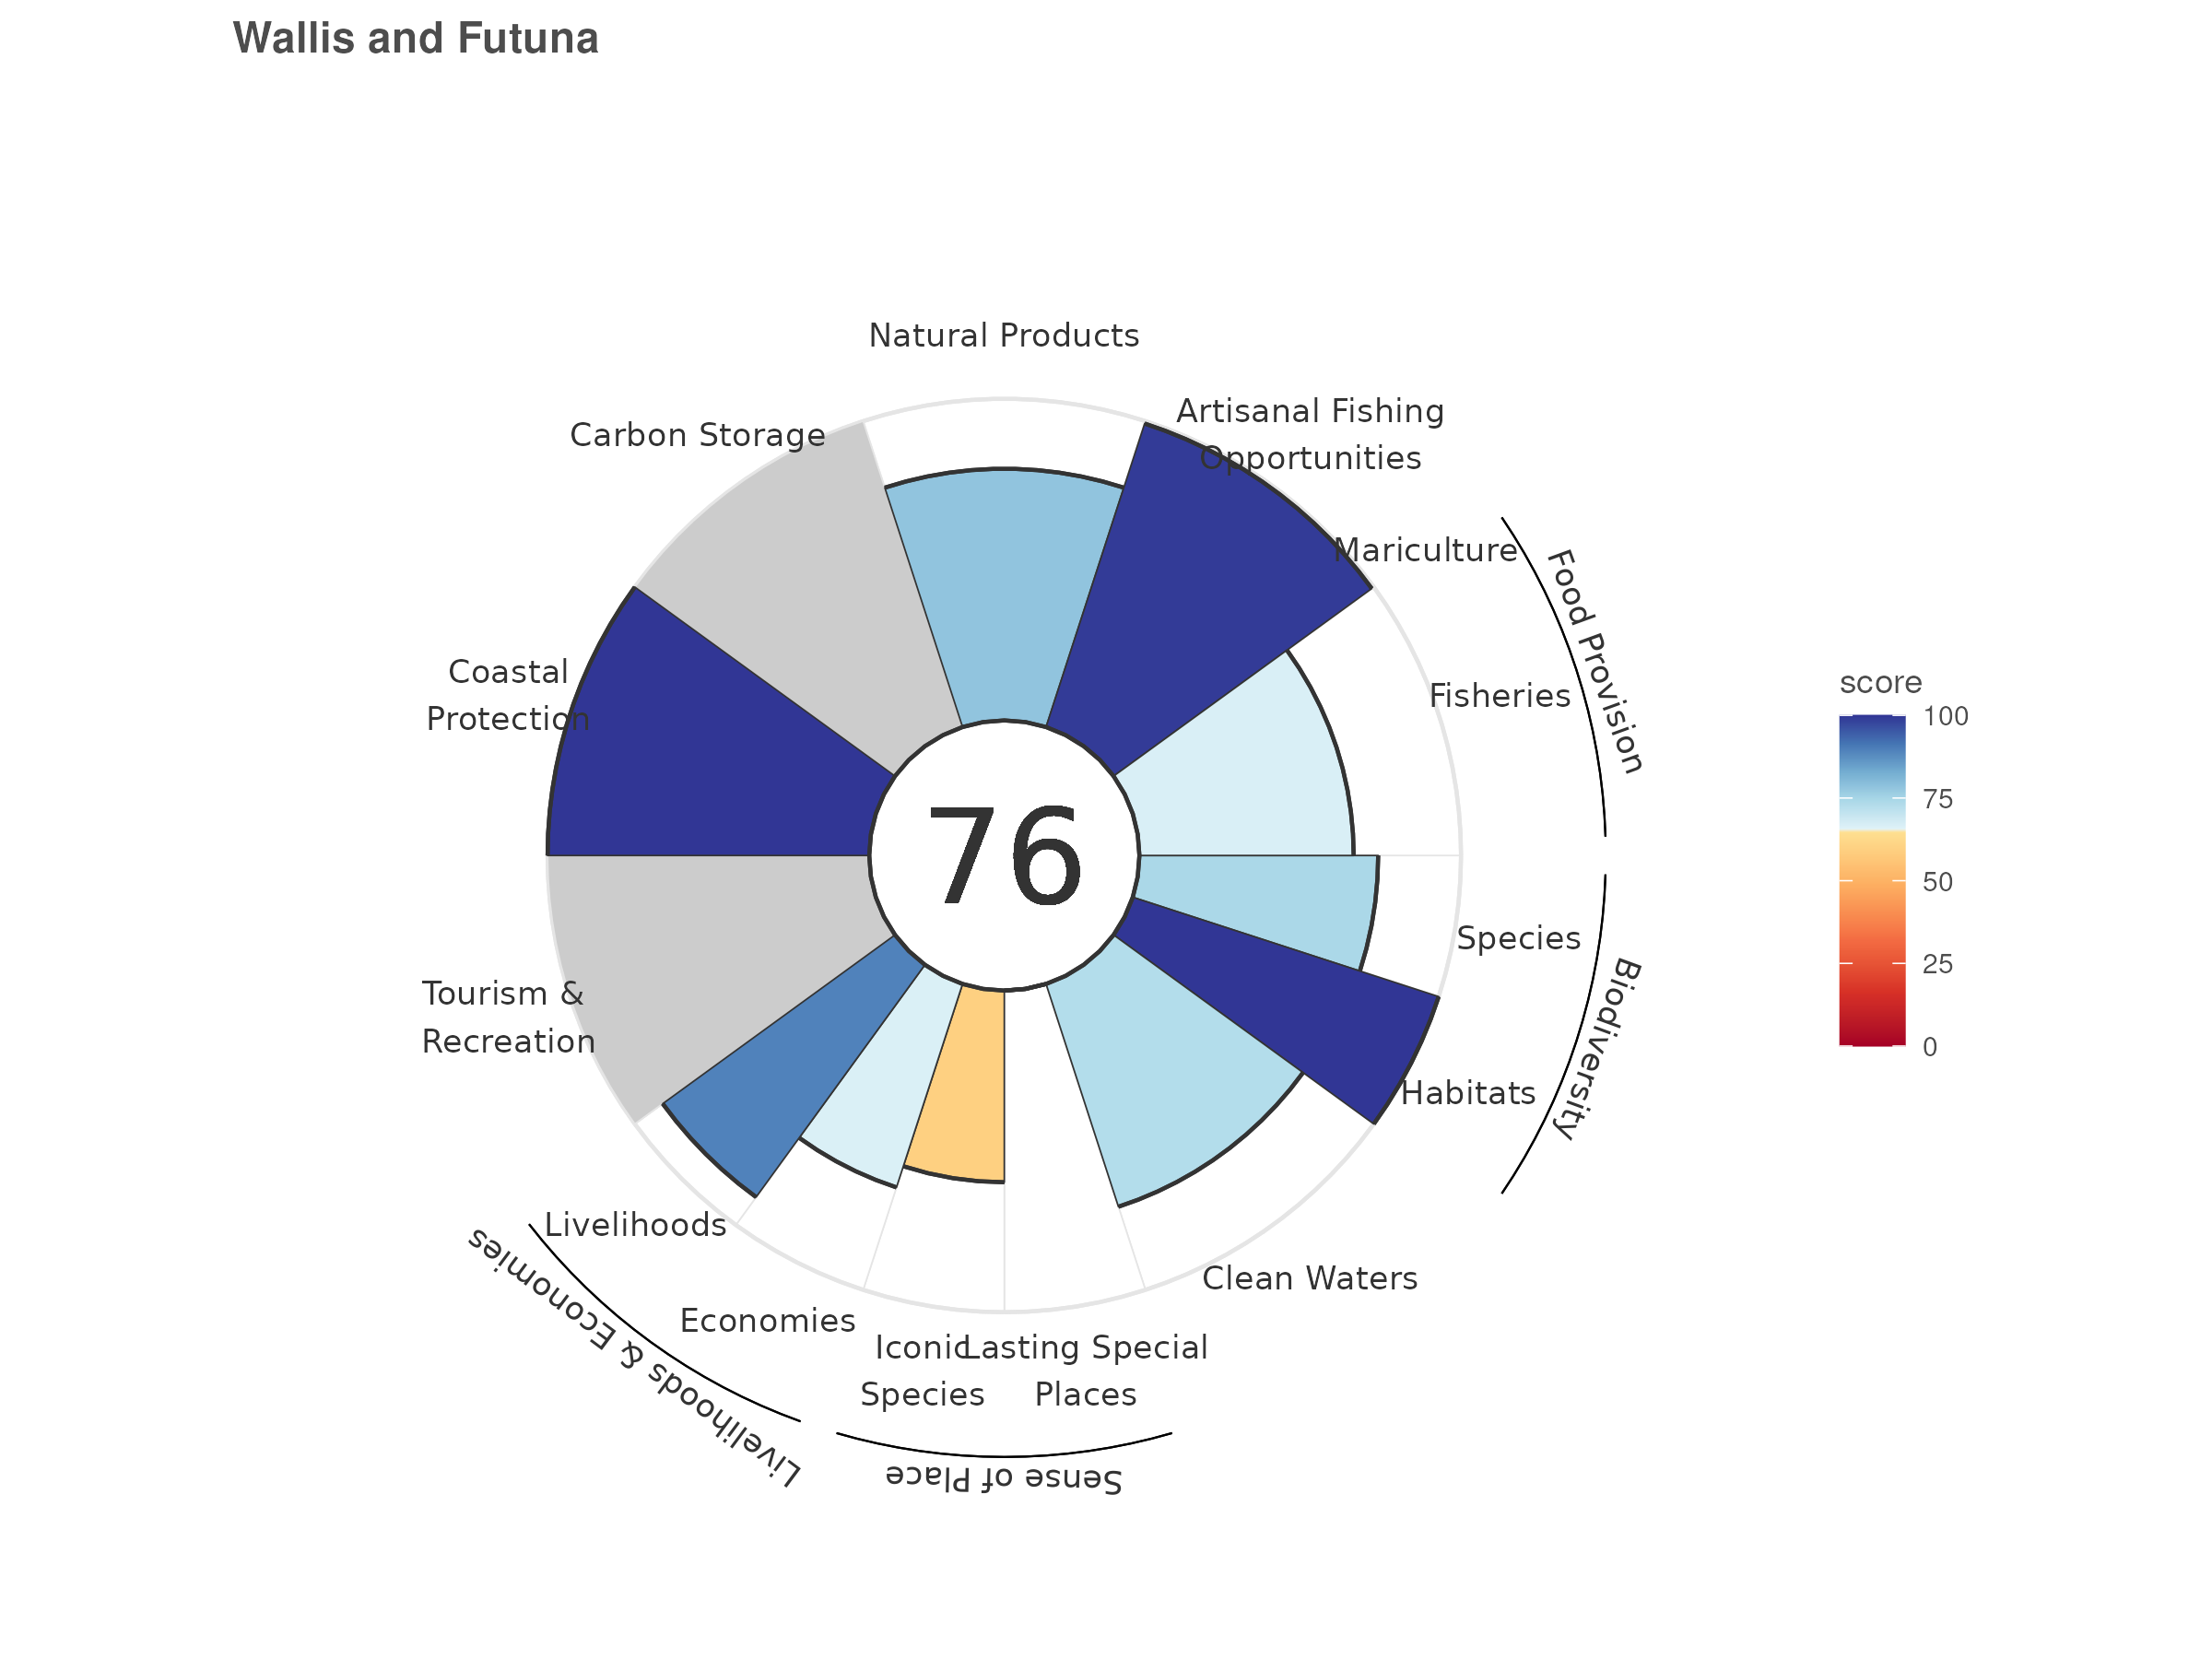 Wallis and Futuna
Natural Products
Artisanal Fishing
Opportunities
Carbon Storage
Mariculture
Food Provision
Fisheries
Coastal
Protection
score
100
75
50
25
0
76
Species
Biodiversity
Tourism &
Recreation
Habitats
Livelihoods
Clean Waters
Livelihoods & Economies
Economies
Iconic
Species
Lasting Special
Places
Sense of Place